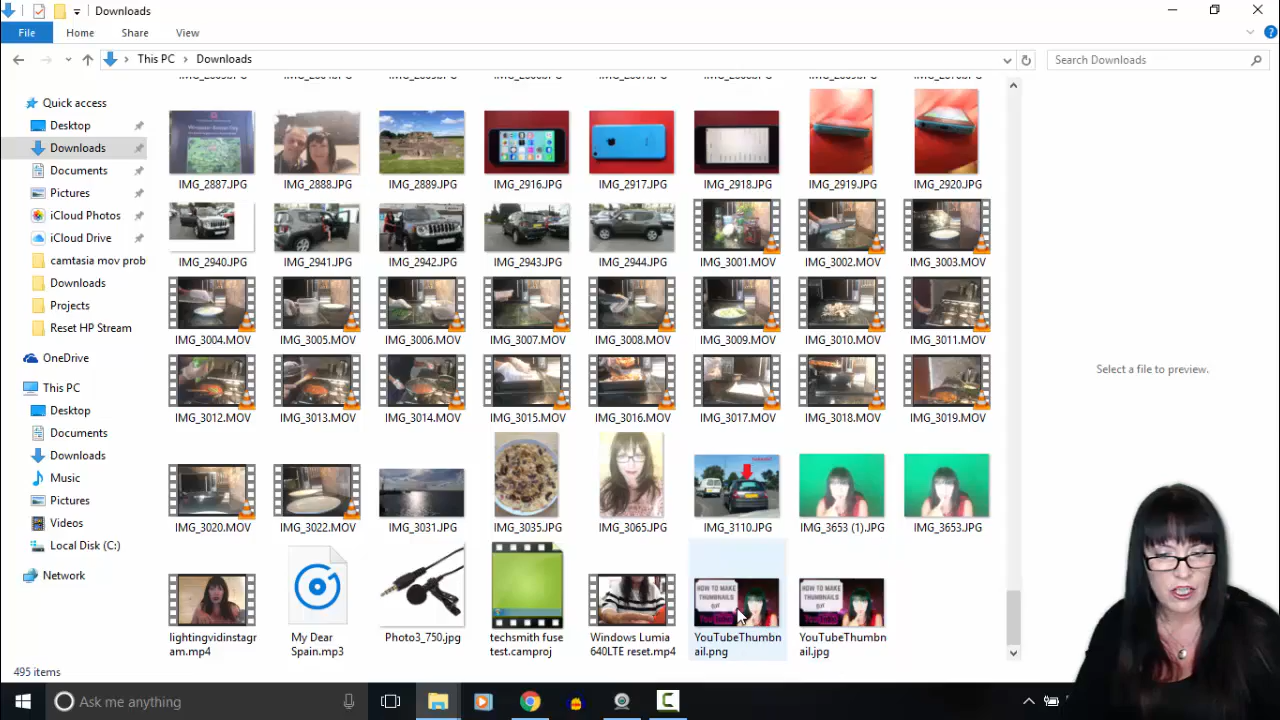 Downloads
File Home Share View
This PC Downloads
Search Downloads
Quick access
Desktop
Downloads
Documents
Pictures
iCloud Photos
iCloud Drive
camtasia mov prob
Downloads
Projects
Reset HP Stream
OneDrive
This PC
Desktop
Documents
Downloads
Music
Pictures
Videos
Local Disk (C:)
Network
IMG_2887.JPG IMG_2888.JPG IMG_2889.JPG IMG_2916.JPG IMG_2917.JPG IMG_2918.JPG IMG_2919.JPG IMG_2920.JPG
IMG_2940.JPG IMG_2941.JPG IMG_2942.JPG IMG_2943.JPG IMG_2944.JPG IMG_3001.MOV IMG_3002.MOV IMG_3003.MOV
IMG_3004.MOV IMG_3005.MOV IMG_3006.MOV IMG_3007.MOV IMG_3008.MOV IMG_3009.MOV IMG_3010.MOV IMG_3011.MOV
IMG_3012.MOV IMG_3013.MOV IMG_3014.MOV IMG_3015.MOV IMG_3016.MOV IMG_3017.MOV IMG_3018.MOV IMG_3019.MOV
IMG_3020.MOV IMG_3022.MOV IMG_3031.JPG IMG_3035.JPG IMG_3065.JPG IMG_3110.JPG IMG_3653 (1).JPG IMG_3653.JPG
HOW TO MAKE HOW TO MAKE
THUMBNAILS THUMBNAILS
lightingvidinstagr My Dear Photo3_750.jpg techsmith fuse Windows Lumia YouTubeThumbn YouTubeThumbn
am.mp4 Spain.mp3 test.camproj 640LTE reset.mp4 ail.png ail.jpg
Select a file to preview.
495 items
Ask me anything